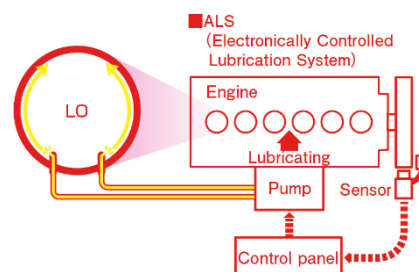 ■ALS
(Electronically Controlled
Lubrication System)
Engine
LO
Lubricating
Pump
Sensor
Control panel